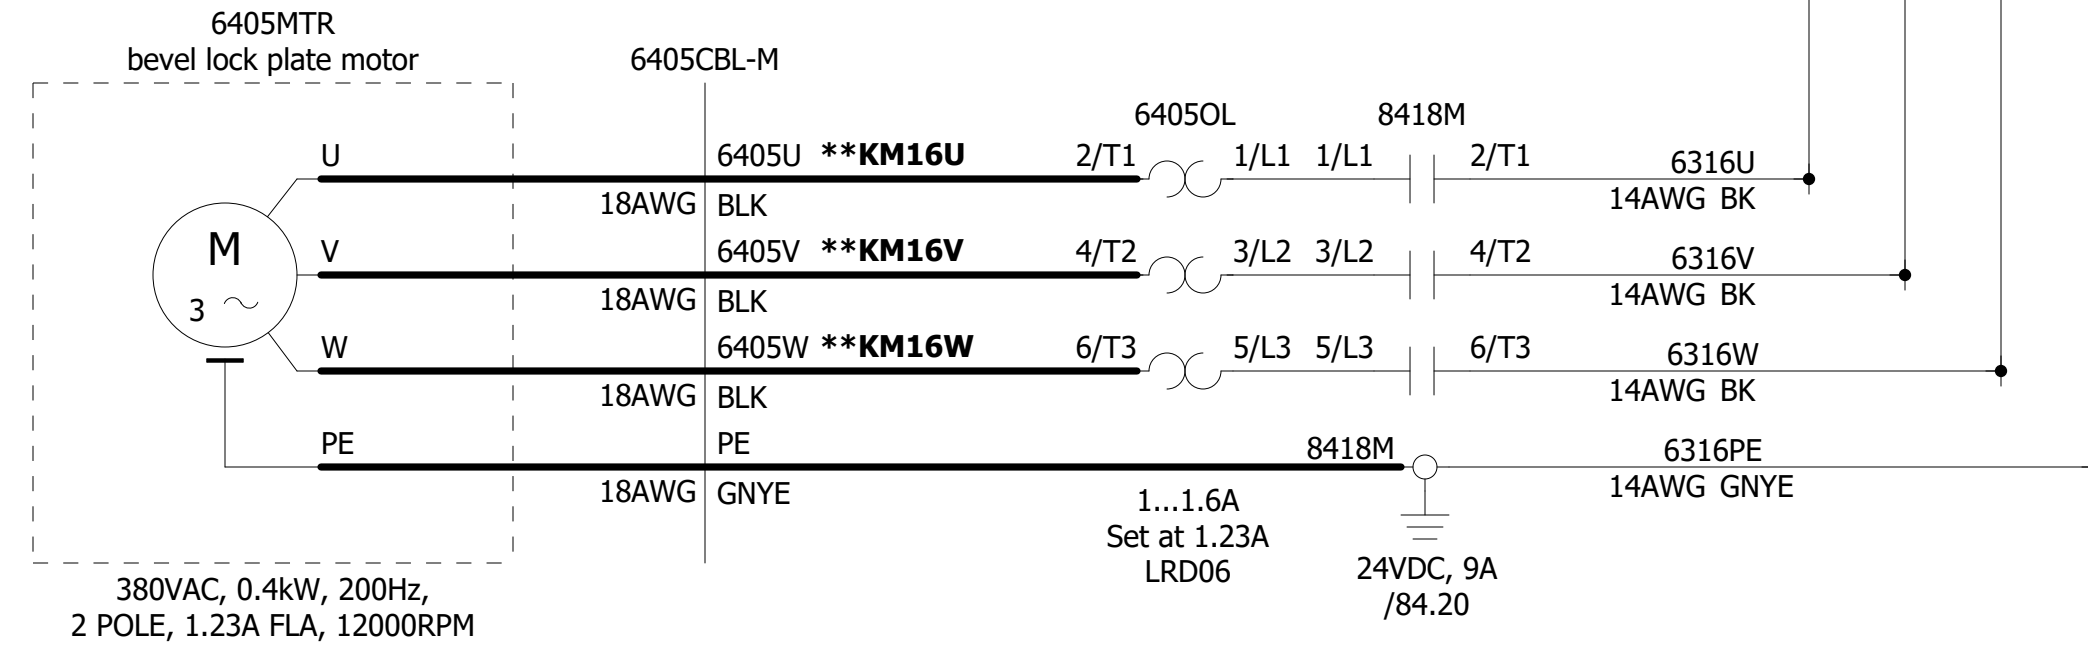 6405MTR
bevel lock plate motor
6405CBL-M
6405OL
8418M
U
6405U **KM16U
2/T1
1/L1
1/L1
2/T1
6316U
18AWG
BLK
14AWG BK
M
3
V
6405V **KM16V
4/T2
3/L2
3/L2
4/T2
6316V
18AWG
BLK
14AWG BK
W
6405W **KM16W
6/T3
5/L3
5/L3
6/T3
6316W
18AWG
BLK
14AWG BK
PE
PE
8418M
6316PE
18AWG
GNYE
14AWG GNYE
1...1.6A
Set at 1.23A
LRD06
24VDC, 9A
/84.20
380VAC, 0.4kW, 200Hz,
2 POLE, 1.23A FLA, 12000RPM